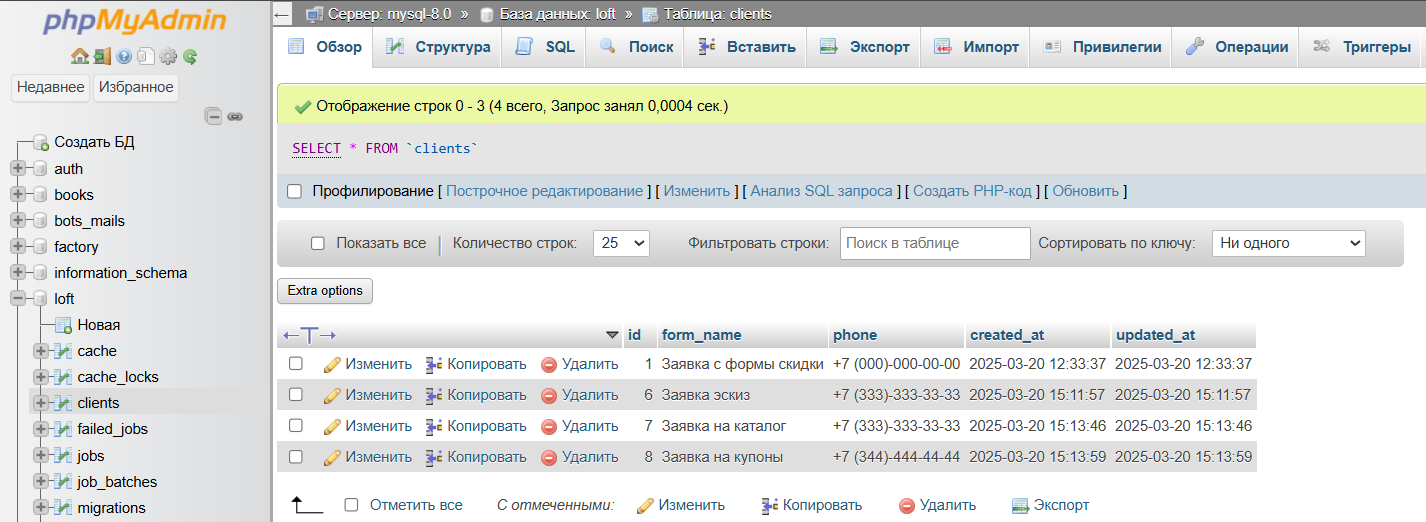 phpMyAdmin
Недавнее Избранное
Создать БД
auth
books
bots_mails
factory
information_schema
loft
Новая
cache
cache_locks
clients
failed_jobs
jobs
job_batches
migrations
← Сервер: mysql-8.0 » База данных: loft » Таблица: clients
Обзор Структура SQL Поиск Вставить Экспорт Импорт Привилегии Операции Триггеры
Отображение строк 0 - 3 (4 всего, Запрос занял 0,0004 сек.)
SELECT * FROM `clients`
Профилирование [ Построчное редактирование ] [ Изменить ] [ Анализ SQL запроса ] [ Создать PHP-код ] [ Обновить ]
Показать все | Количество строк: 25 Фильтровать строки: Поиск в таблице Сортировать по ключу: Ни одного
Extra options
←T→ id form_name phone created_at updated_at
Изменить Копировать Удалить 1 Заявка с формы скидки +7 (000)-000-00-00 2025-03-20 12:33:37 2025-03-20 12:33:37
Изменить Копировать Удалить 6 Заявка эскиз +7 (333)-333-33-33 2025-03-20 15:11:57 2025-03-20 15:11:57
Изменить Копировать Удалить 7 Заявка на каталог +7 (333)-333-33-33 2025-03-20 15:13:46 2025-03-20 15:13:46
Изменить Копировать Удалить 8 Заявка на купоны +7 (344)-444-44-44 2025-03-20 15:13:59 2025-03-20 15:13:59
Отметить все С отмеченными: Изменить Копировать Удалить Экспорт